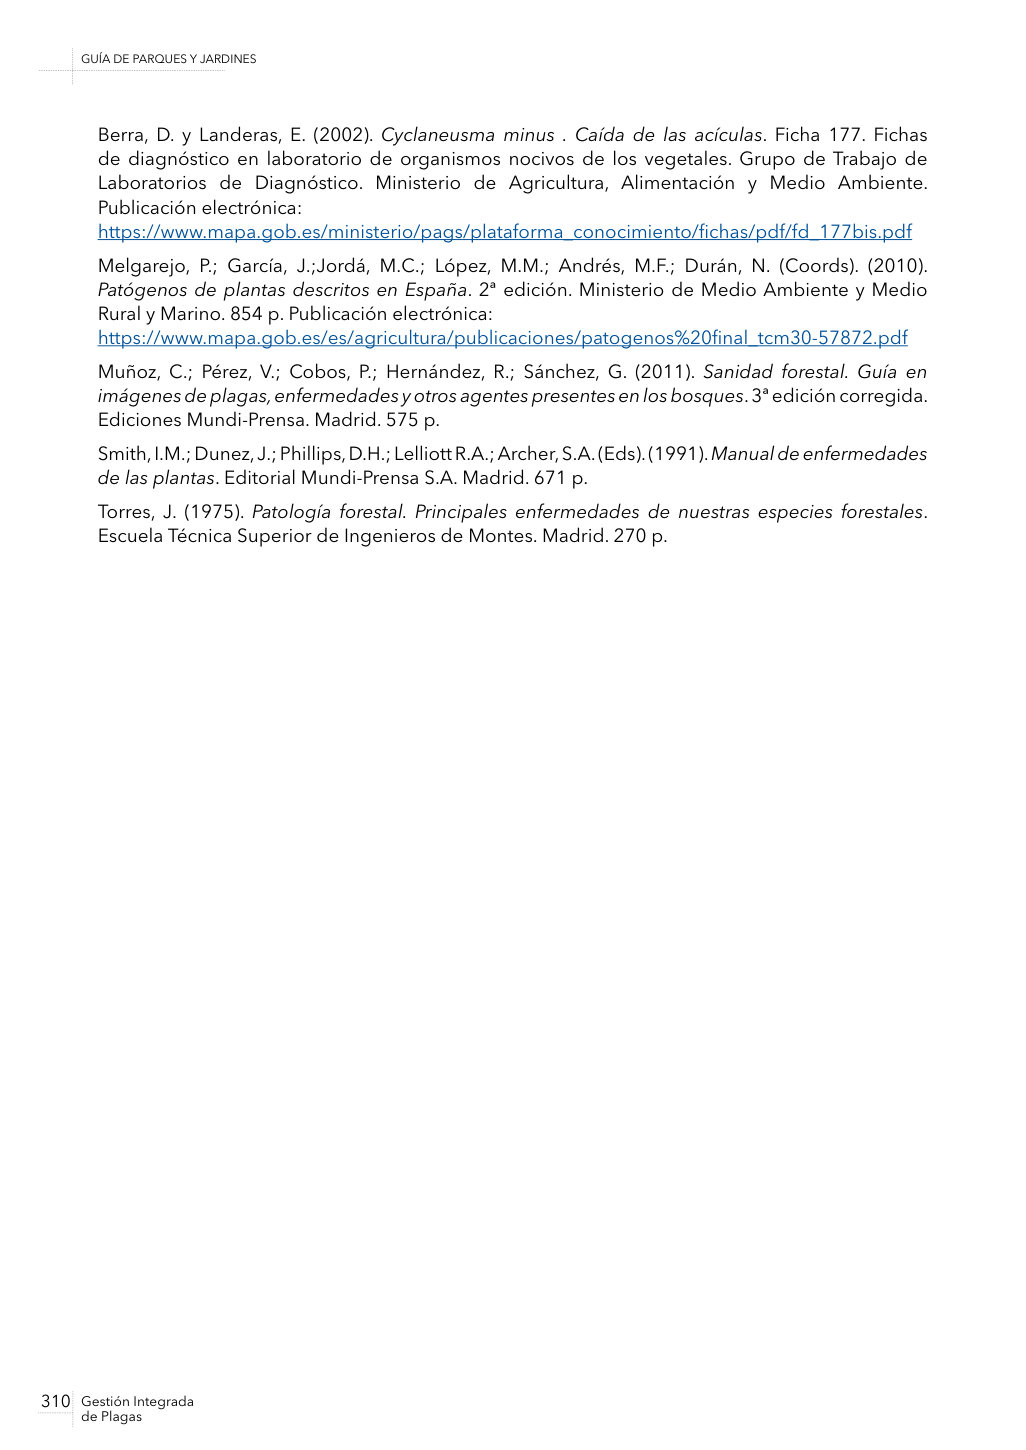 GUÍA DE PARQUES Y JARDINES
Berra, D. y Landeras, E. (2002). Cyclaneusma minus . Caída de las acículas. Ficha 177. Fichas
de diagnóstico en laboratorio de organismos nocivos de los vegetales. Grupo de Trabajo de
Laboratorios de Diagnóstico. Ministerio de Agricultura, Alimentación y Medio Ambiente.
Publicación electrónica:
https://www.mapa.gob.es/ministerio/pags/plataforma_conocimiento/fichas/pdf/fd_177bis.pdf
Melgarejo, P.; García, J.;Jordá, M.C.; López, M.M.; Andrés, M.F.; Durán, N. (Coords). (2010).
Patógenos de plantas descritos en España. 2ª edición. Ministerio de Medio Ambiente y Medio
Rural y Marino. 854 p. Publicación electrónica:
https://www.mapa.gob.es/es/agricultura/publicaciones/patogenos%20final_tcm30-57872.pdf
Muñoz, C.; Pérez, V.; Cobos, P.; Hernández, R.; Sánchez, G. (2011). Sanidad forestal. Guía en
imágenes de plagas, enfermedades y otros agentes presentes en los bosques. 3ª edición corregida.
Ediciones Mundi-Prensa. Madrid. 575 p.
Smith, I.M.; Dunez, J.; Phillips, D.H.; Lelliott R.A.; Archer, S.A. (Eds). (1991). Manual de enfermedades
de las plantas. Editorial Mundi-Prensa S.A. Madrid. 671 p.
Torres, J. (1975). Patología forestal. Principales enfermedades de nuestras especies forestales.
Escuela Técnica Superior de Ingenieros de Montes. Madrid. 270 p.
310 Gestión Integrada
de Plagas